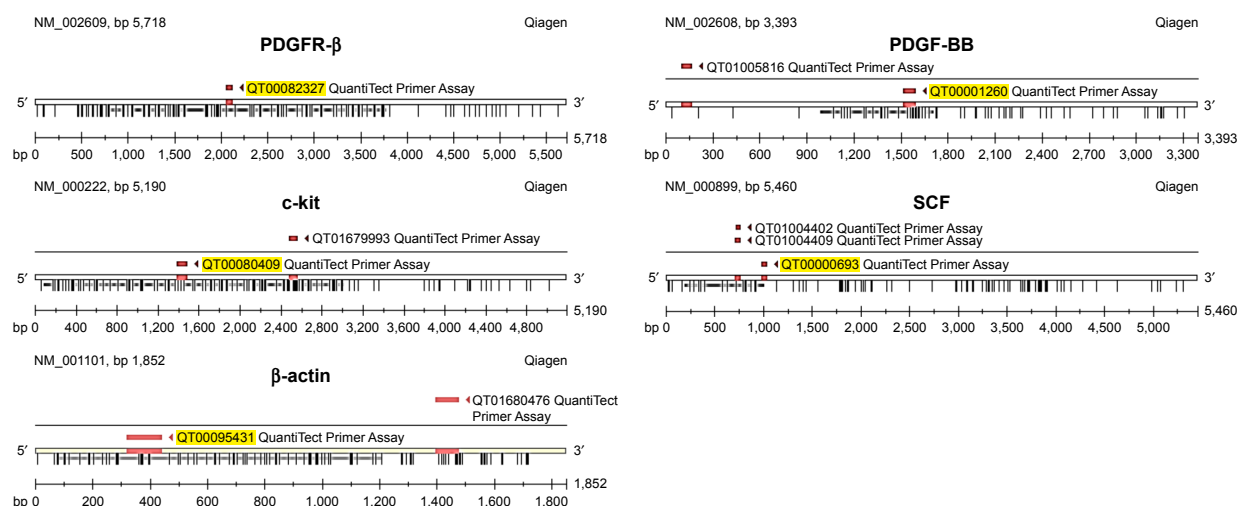 NM_002609, bp 5,718 Qiagen
PDGFR-β
QT00082327 QuantiTect Primer Assay
5′ 3′
5,718
bp 0 500 1,000 1,500 2,000 2,500 3,000 3,500 4,000 4,500 5,000 5,500
NM_002608, bp 3,393 Qiagen
PDGF-BB
QT01005816 QuantiTect Primer Assay
QT00001260 QuantiTect Primer Assay
5′ 3′
3,393
bp 0 300 900 1,200 1,500 1,800 2,100 2,400 2,700 3,000 3,300
NM_000222, bp 5,190 Qiagen
c-kit
QT01679993 QuantiTect Primer Assay
QT00080409 QuantiTect Primer Assay
5′ 3′
5,190
bp 0 400 800 1,200 1,600 2,000 2,400 2,800 3,200 3,600 4,000 4,400 4,800
NM_000899, bp 5,460 Qiagen
SCF
QT01004402 QuantiTect Primer Assay
QT01004409 QuantiTect Primer Assay
QT00000693 QuantiTect Primer Assay
5′ 3′
5,460
bp 0 500 1,000 1,500 2,000 2,500 3,000 3,500 4,000 4,500 5,000
NM_001101, bp 1,852 Qiagen
β-actin
QT01680476 QuantiTect
Primer Assay
QT00095431 QuantiTect Primer Assay
5′ 3′
1,852
bp 0 200 400 600 800 1.000 1.200 1.400 1.600 1.800